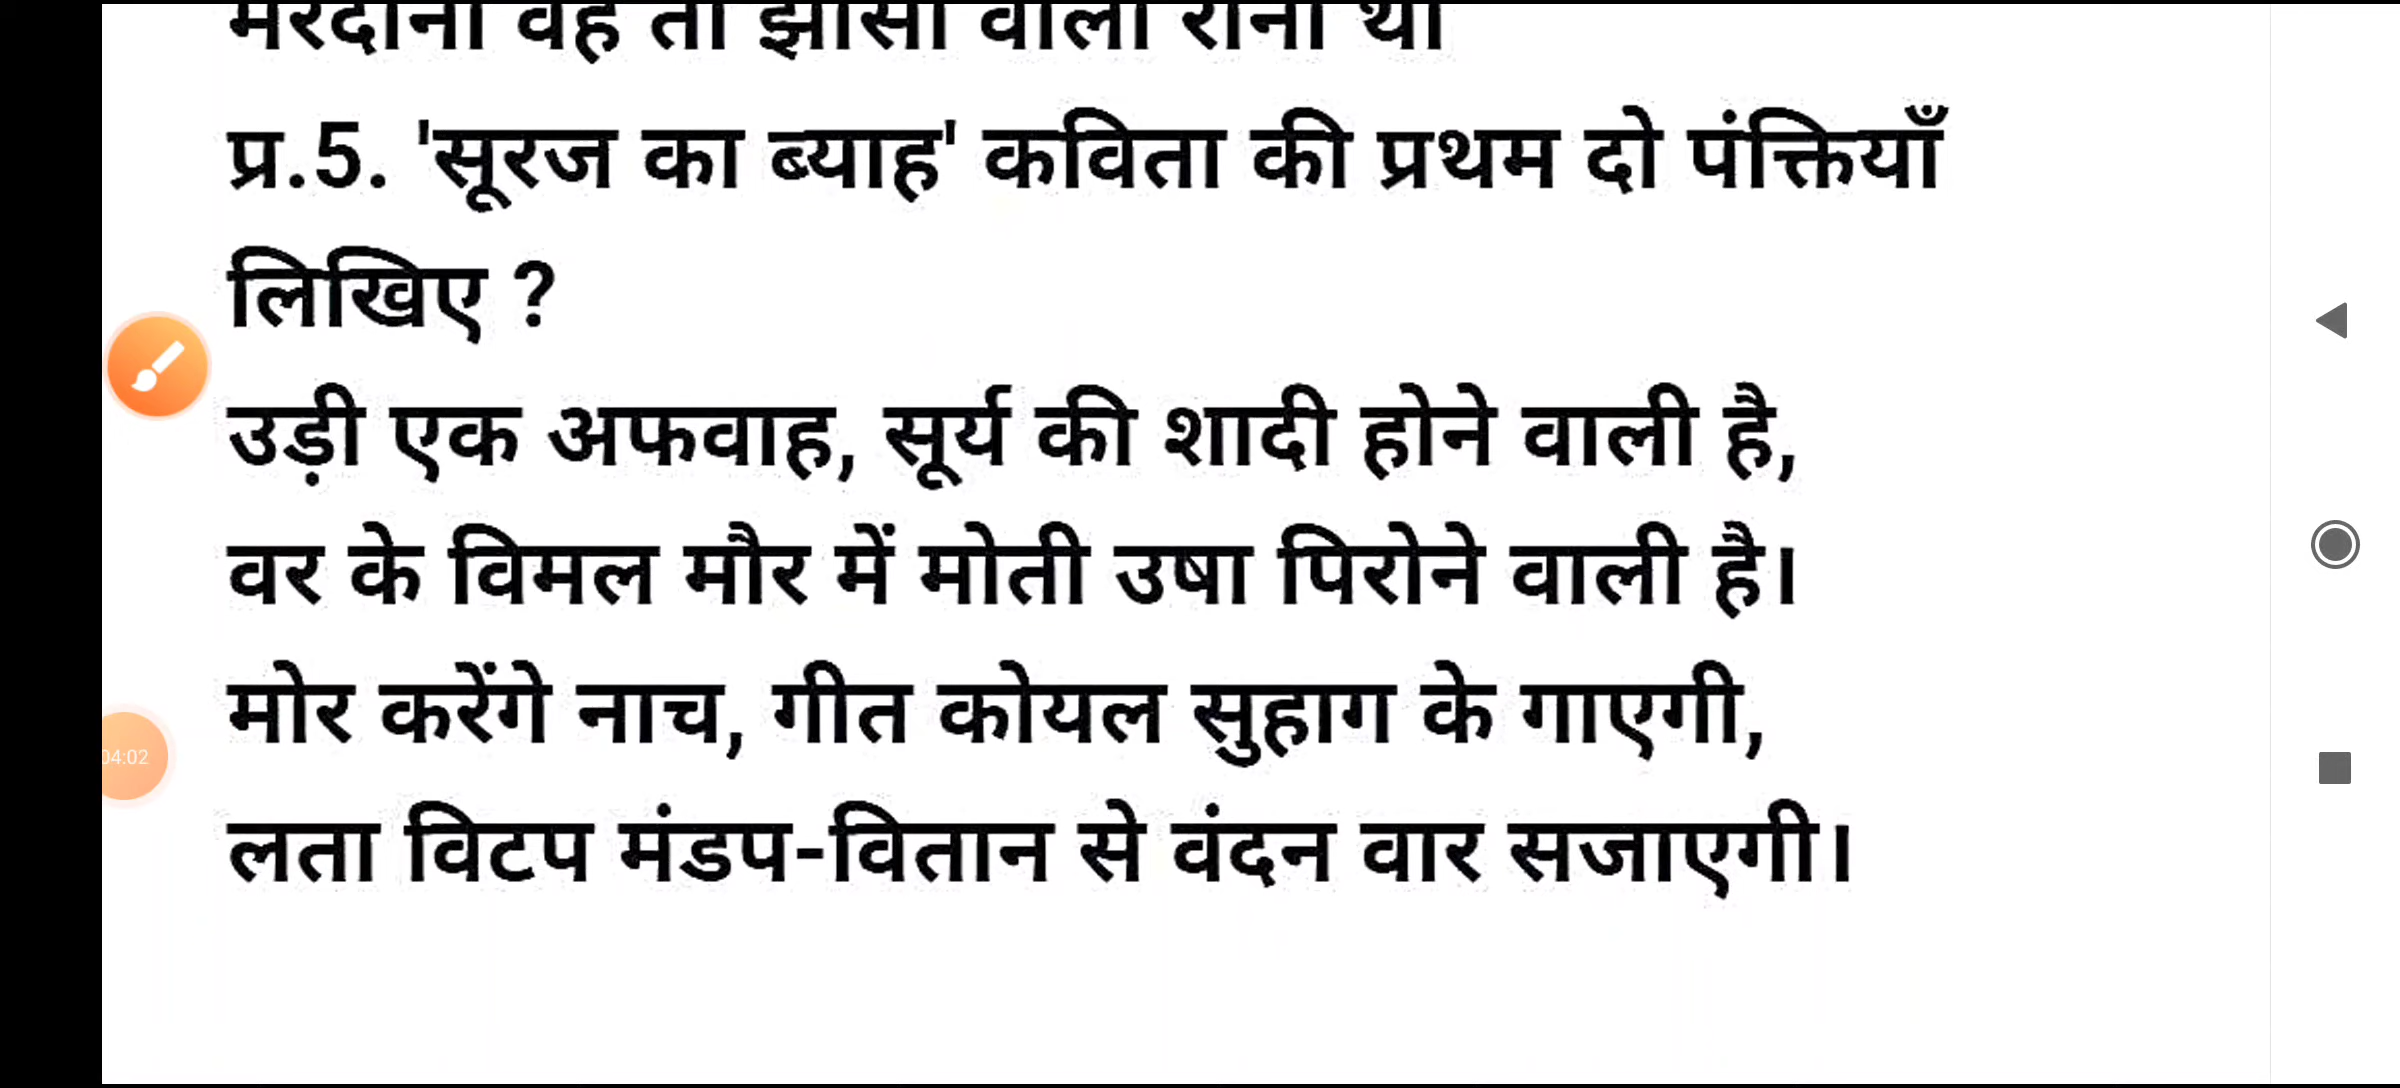 मरदानी वह तो झांसी वाली रानी थी
प्र.5. 'सूरज का ब्याह' कविता की प्रथम दो पंक्तियाँ
लिखिए ?
उड़ी एक अफवाह, सूर्य की शादी होने वाली है,
वर के विमल मौर में मोती उषा पिरोने वाली है।
मोर करेंगे नाच, गीत कोयल सुहाग के गाएगी,
04:02
लता विटप मंडप-वितान से वंदन वार सजाएगी।